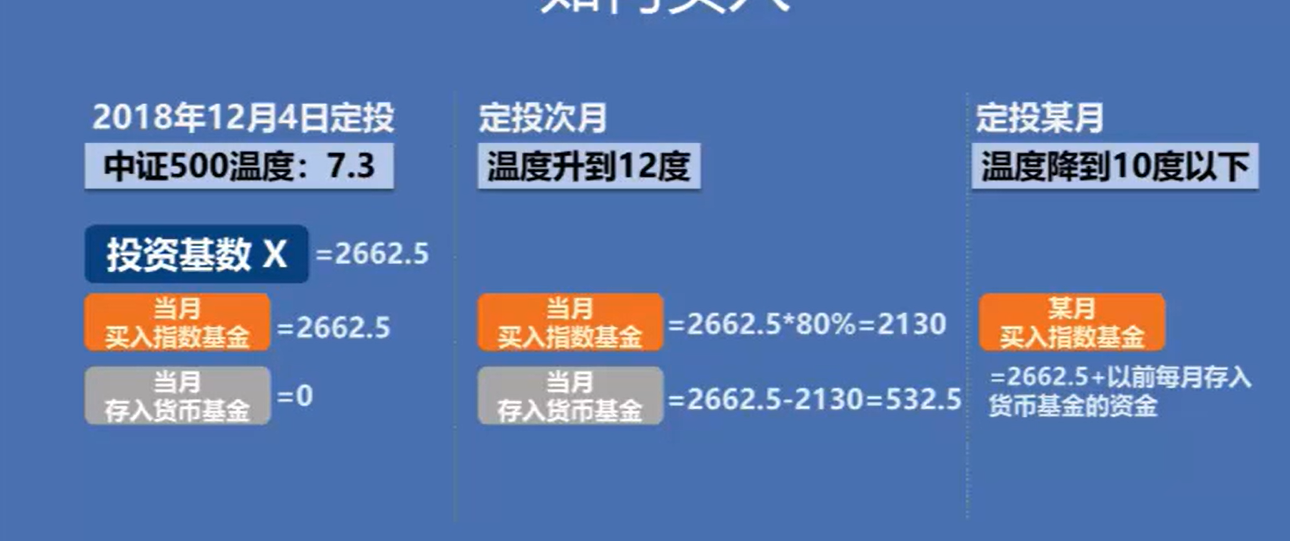 如何买入
2018年12月4日定投
中证500温度：7.3
投资基数 X =2662.5
当月
买入指数基金 =2662.5
当月
存入货币基金 =0
定投次月
温度升到12度
当月
买入指数基金 =2662.5*80%=2130
当月
存入货币基金 =2662.5-2130=532.5
定投某月
温度降到10度以下
某月
买入指数基金
=2662.5+以前每月存入
货币基金的资金